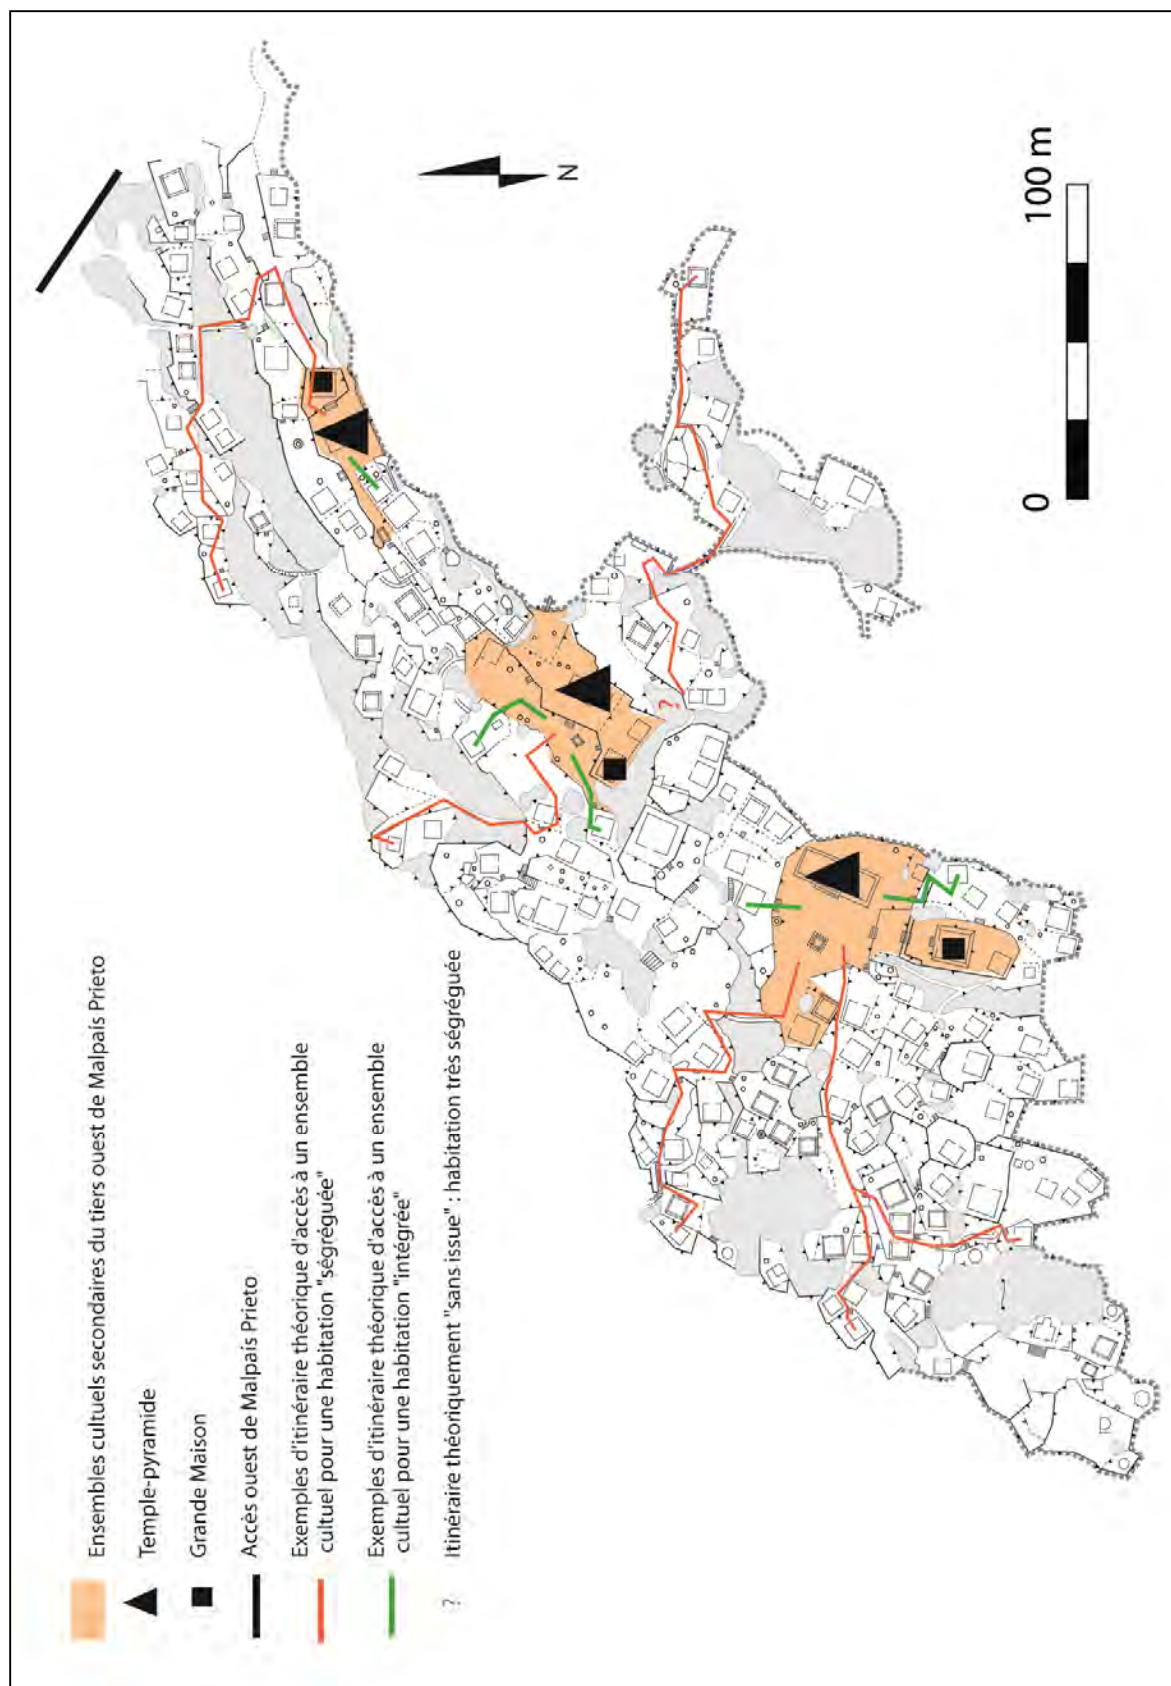 Ensembles cultuels secondaires du tiers ouest de Malpaís Prieto
Temple-pyramide
Grande Maison
Accès ouest de Malpaís Prieto
Exemples d'itinéraire théorique d'accès à un ensemble
cultuel pour une habitation "ségréguée"
Exemples d'itinéraire théorique d'accès à un ensemble
cultuel pour une habitation "intégrée"
? Itinéraire théoriquement "sans issue" : habitation très ségréguée
?
N
0 100 m